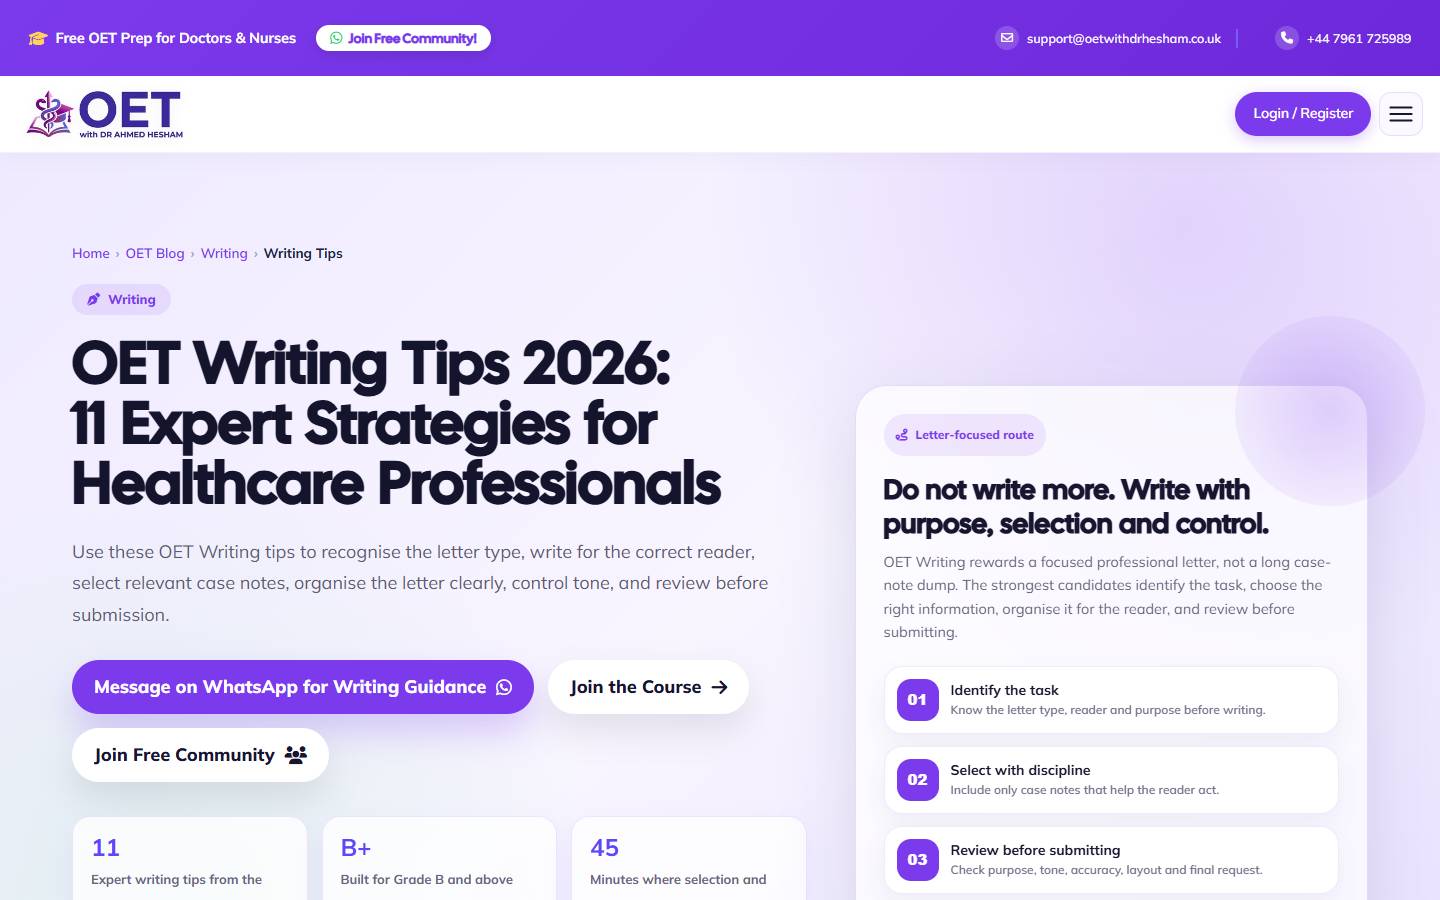 Free OET Prep for Doctors & Nurses
Join Free Community!
support@oetwithdrhesham.co.uk
+44 7961 725989
OET
with DR AHMED HESHAM
Login / Register
Home › OET Blog › Writing › Writing Tips
Writing
OET Writing Tips 2026:
11 Expert Strategies for
Healthcare Professionals
Use these OET Writing tips to recognise the letter type, write for the correct reader,
select relevant case notes, organise the letter clearly, control tone, and review before
submission.
Message on WhatsApp for Writing Guidance
Join the Course →
Join Free Community
11
Expert writing tips from the
B+
Built for Grade B and above
45
Minutes where selection and
Letter-focused route
Do not write more. Write with
purpose, selection and control.
OET Writing rewards a focused professional letter, not a long case-
note dump. The strongest candidates identify the task, choose the
right information, organise it for the reader, and review before
submitting.
01
Identify the task
Know the letter type, reader and purpose before writing.
02
Select with discipline
Include only case notes that help the reader act.
03
Review before submitting
Check purpose, tone, accuracy, layout and final request.